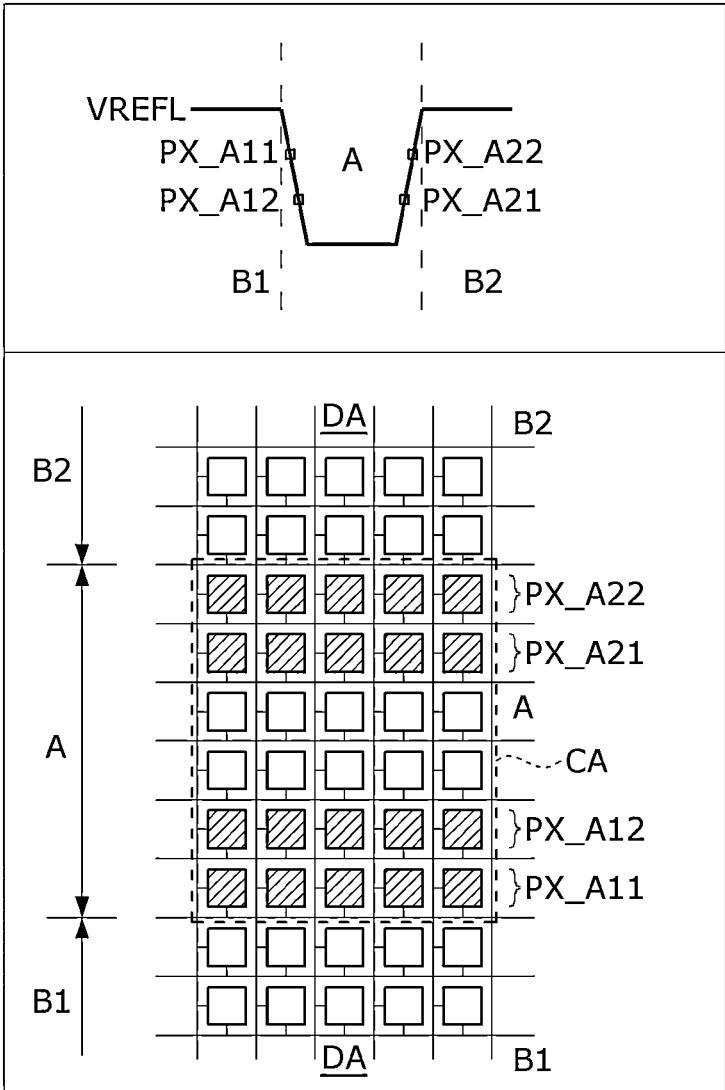 VREFL
PX_A11 A PX_A22
PX_A12 PX_A21
B1 B2
DA B2
B2
PX_A22
PX_A21
A
A CA
PX_A12
PX_A11
B1
DA B1